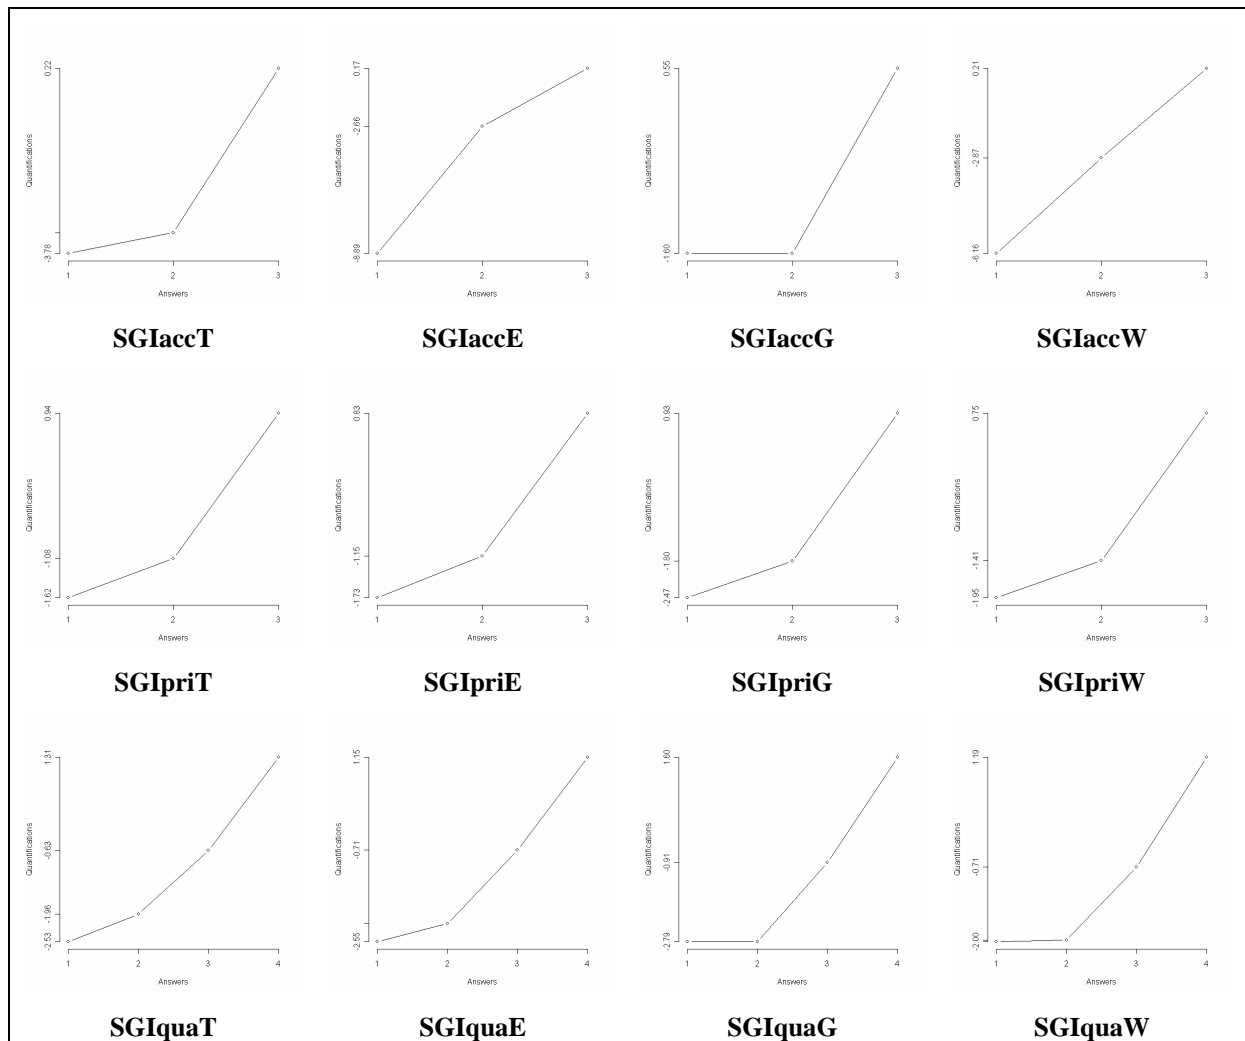 0.22
-3.78
Quantifications
1 2 3
Answers
SGIaccT
0.17
-2.66
-8.89
Quantifications
1 2 3
Answers
SGIaccE
0.55
-1.60
Quantifications
1 2 3
Answers
SGIaccG
0.21
-2.87
-6.16
Quantifications
1 2 3
Answers
SGIaccW
0.94
-1.08
-1.62
Quantifications
1 2 3
Answers
SGIpriT
0.83
-1.15
-1.73
Quantifications
1 2 3
Answers
SGIpriE
0.93
-1.80
-2.47
Quantifications
1 2 3
Answers
SGIpriG
0.75
-1.41
-1.95
Quantifications
1 2 3
Answers
SGIpriW
1.31
-0.63
-1.96
-2.53
Quantifications
1 2 3 4
Answers
SGIquaT
1.15
-0.71
-2.55
Quantifications
1 2 3 4
Answers
SGIquaE
1.60
-0.91
-2.79
Quantifications
1 2 3 4
Answers
SGIquaG
1.19
-0.71
-2.00
Quantifications
1 2 3 4
Answers
SGIquaW